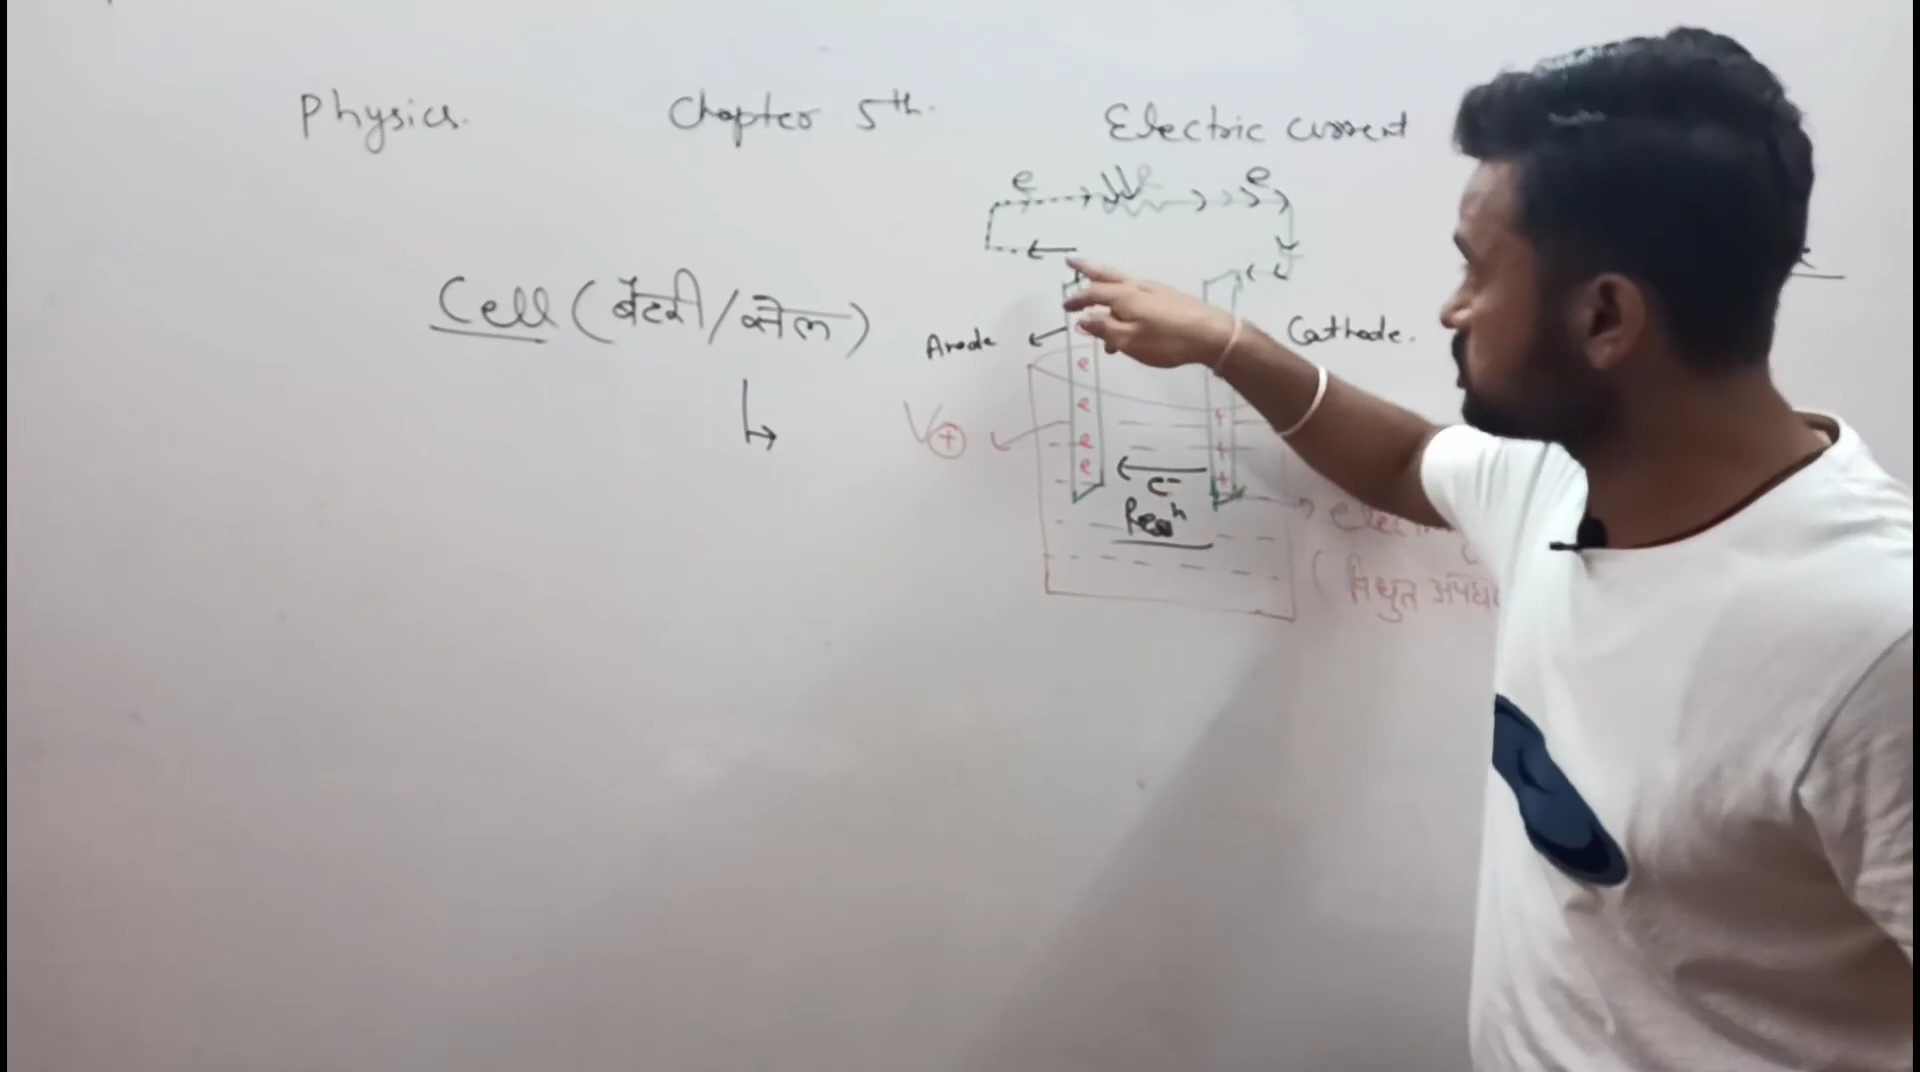 Physics. Chapter 5th. Electric current
e e
Cell (बैटरी/सेल)
Anode Cathode.
e
e
e
e
+
+
+
+
e-
Resn
(विधुत